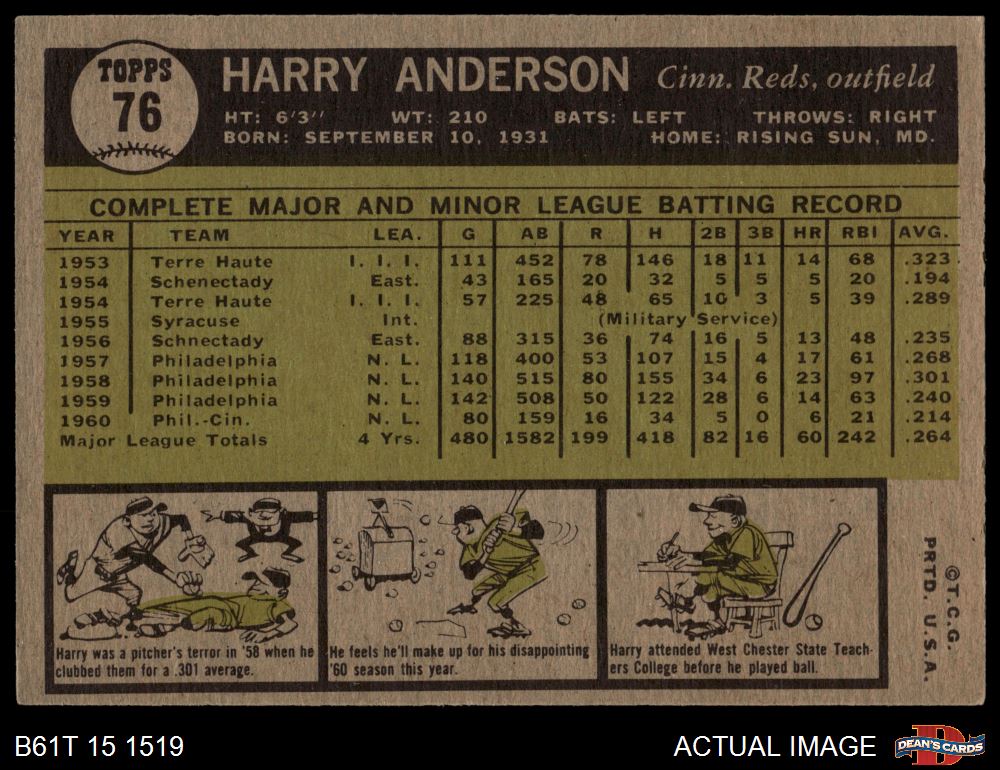 TOPPS
76
HARRY ANDERSON Cinn. Reds, outfield
HT: 6'3" WT: 210 BATS: LEFT THROWS: RIGHT
BORN: SEPTEMBER 10, 1931 HOME: RISING SUN, MD.
COMPLETE MAJOR AND MINOR LEAGUE BATTING RECORD
YEAR TEAM LEA. G AB R H 2B 3B HR RBI AVG.
1953 Terre Haute I. I. I. 111 452 78 146 18 11 14 68 .323
1954 Schenectady East. 43 165 20 32 5 5 5 20 .194
1954 Terre Haute I. I. I. 57 225 48 65 10 3 5 39 .289
1955 Syracuse Int. (Military Service)
1956 Schnectady East. 88 315 36 74 16 5 13 48 .235
1957 Philadelphia N. L. 118 400 53 107 15 4 17 61 .268
1958 Philadelphia N. L. 140 515 80 155 34 6 23 97 .301
1959 Philadelphia N. L. 142 508 50 122 28 6 14 63 .240
1960 Phil.-Cin. N. L. 80 159 16 34 5 0 6 21 .214
Major League Totals 4 Yrs. 480 1582 199 418 82 16 60 242 .264
Harry was a pitcher's terror in '58 when he
clubbed them for a .301 average.
He feels he'll make up for his disappointing
'60 season this year.
Harry attended West Chester State Teach-
ers College before he played ball.
©T.C.G.
PRTD. U.S.A.
B61T 15 1519
ACTUAL IMAGE
D
DEAN'S CARDS